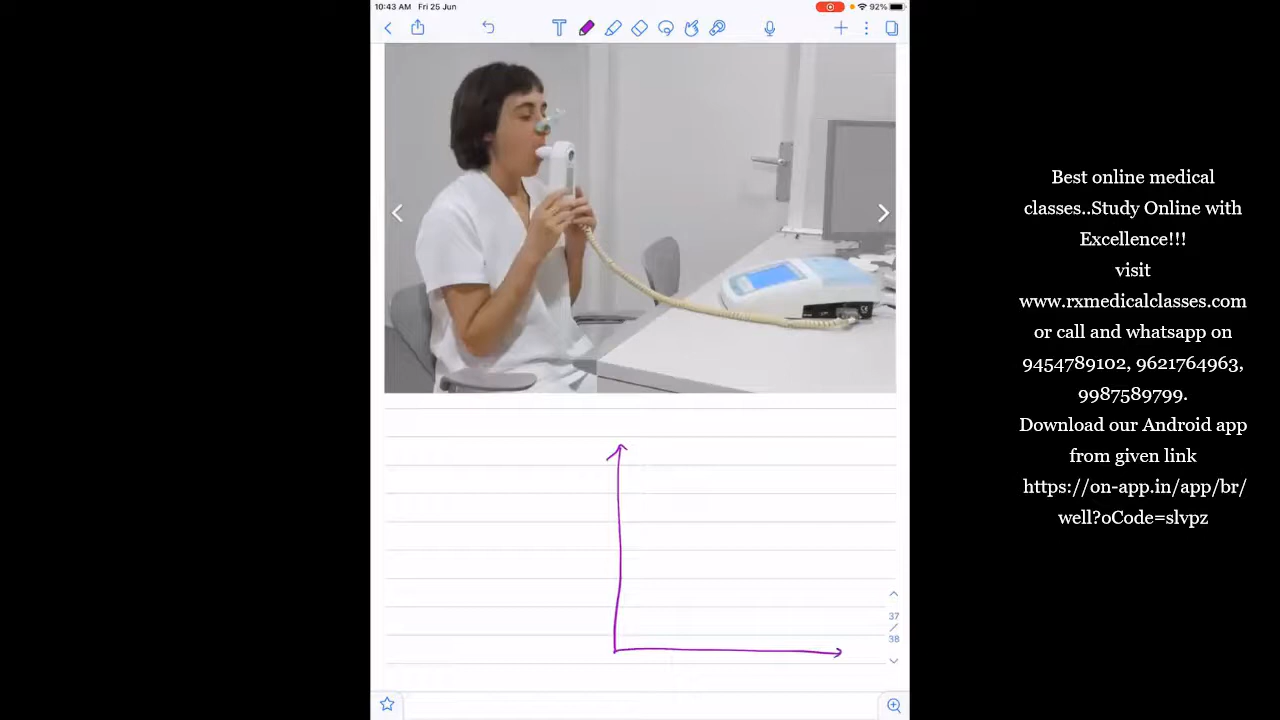 10:43 AM Fri 25 Jun
92%
T
37
38
Best online medical
classes..Study Online with
Excellence!!!
visit
www.rxmedicalclasses.com
or call and whatsapp on
9454789102, 9621764963,
9987589799.
Download our Android app
from given link
https://on-app.in/app/br/
well?oCode=slvpz